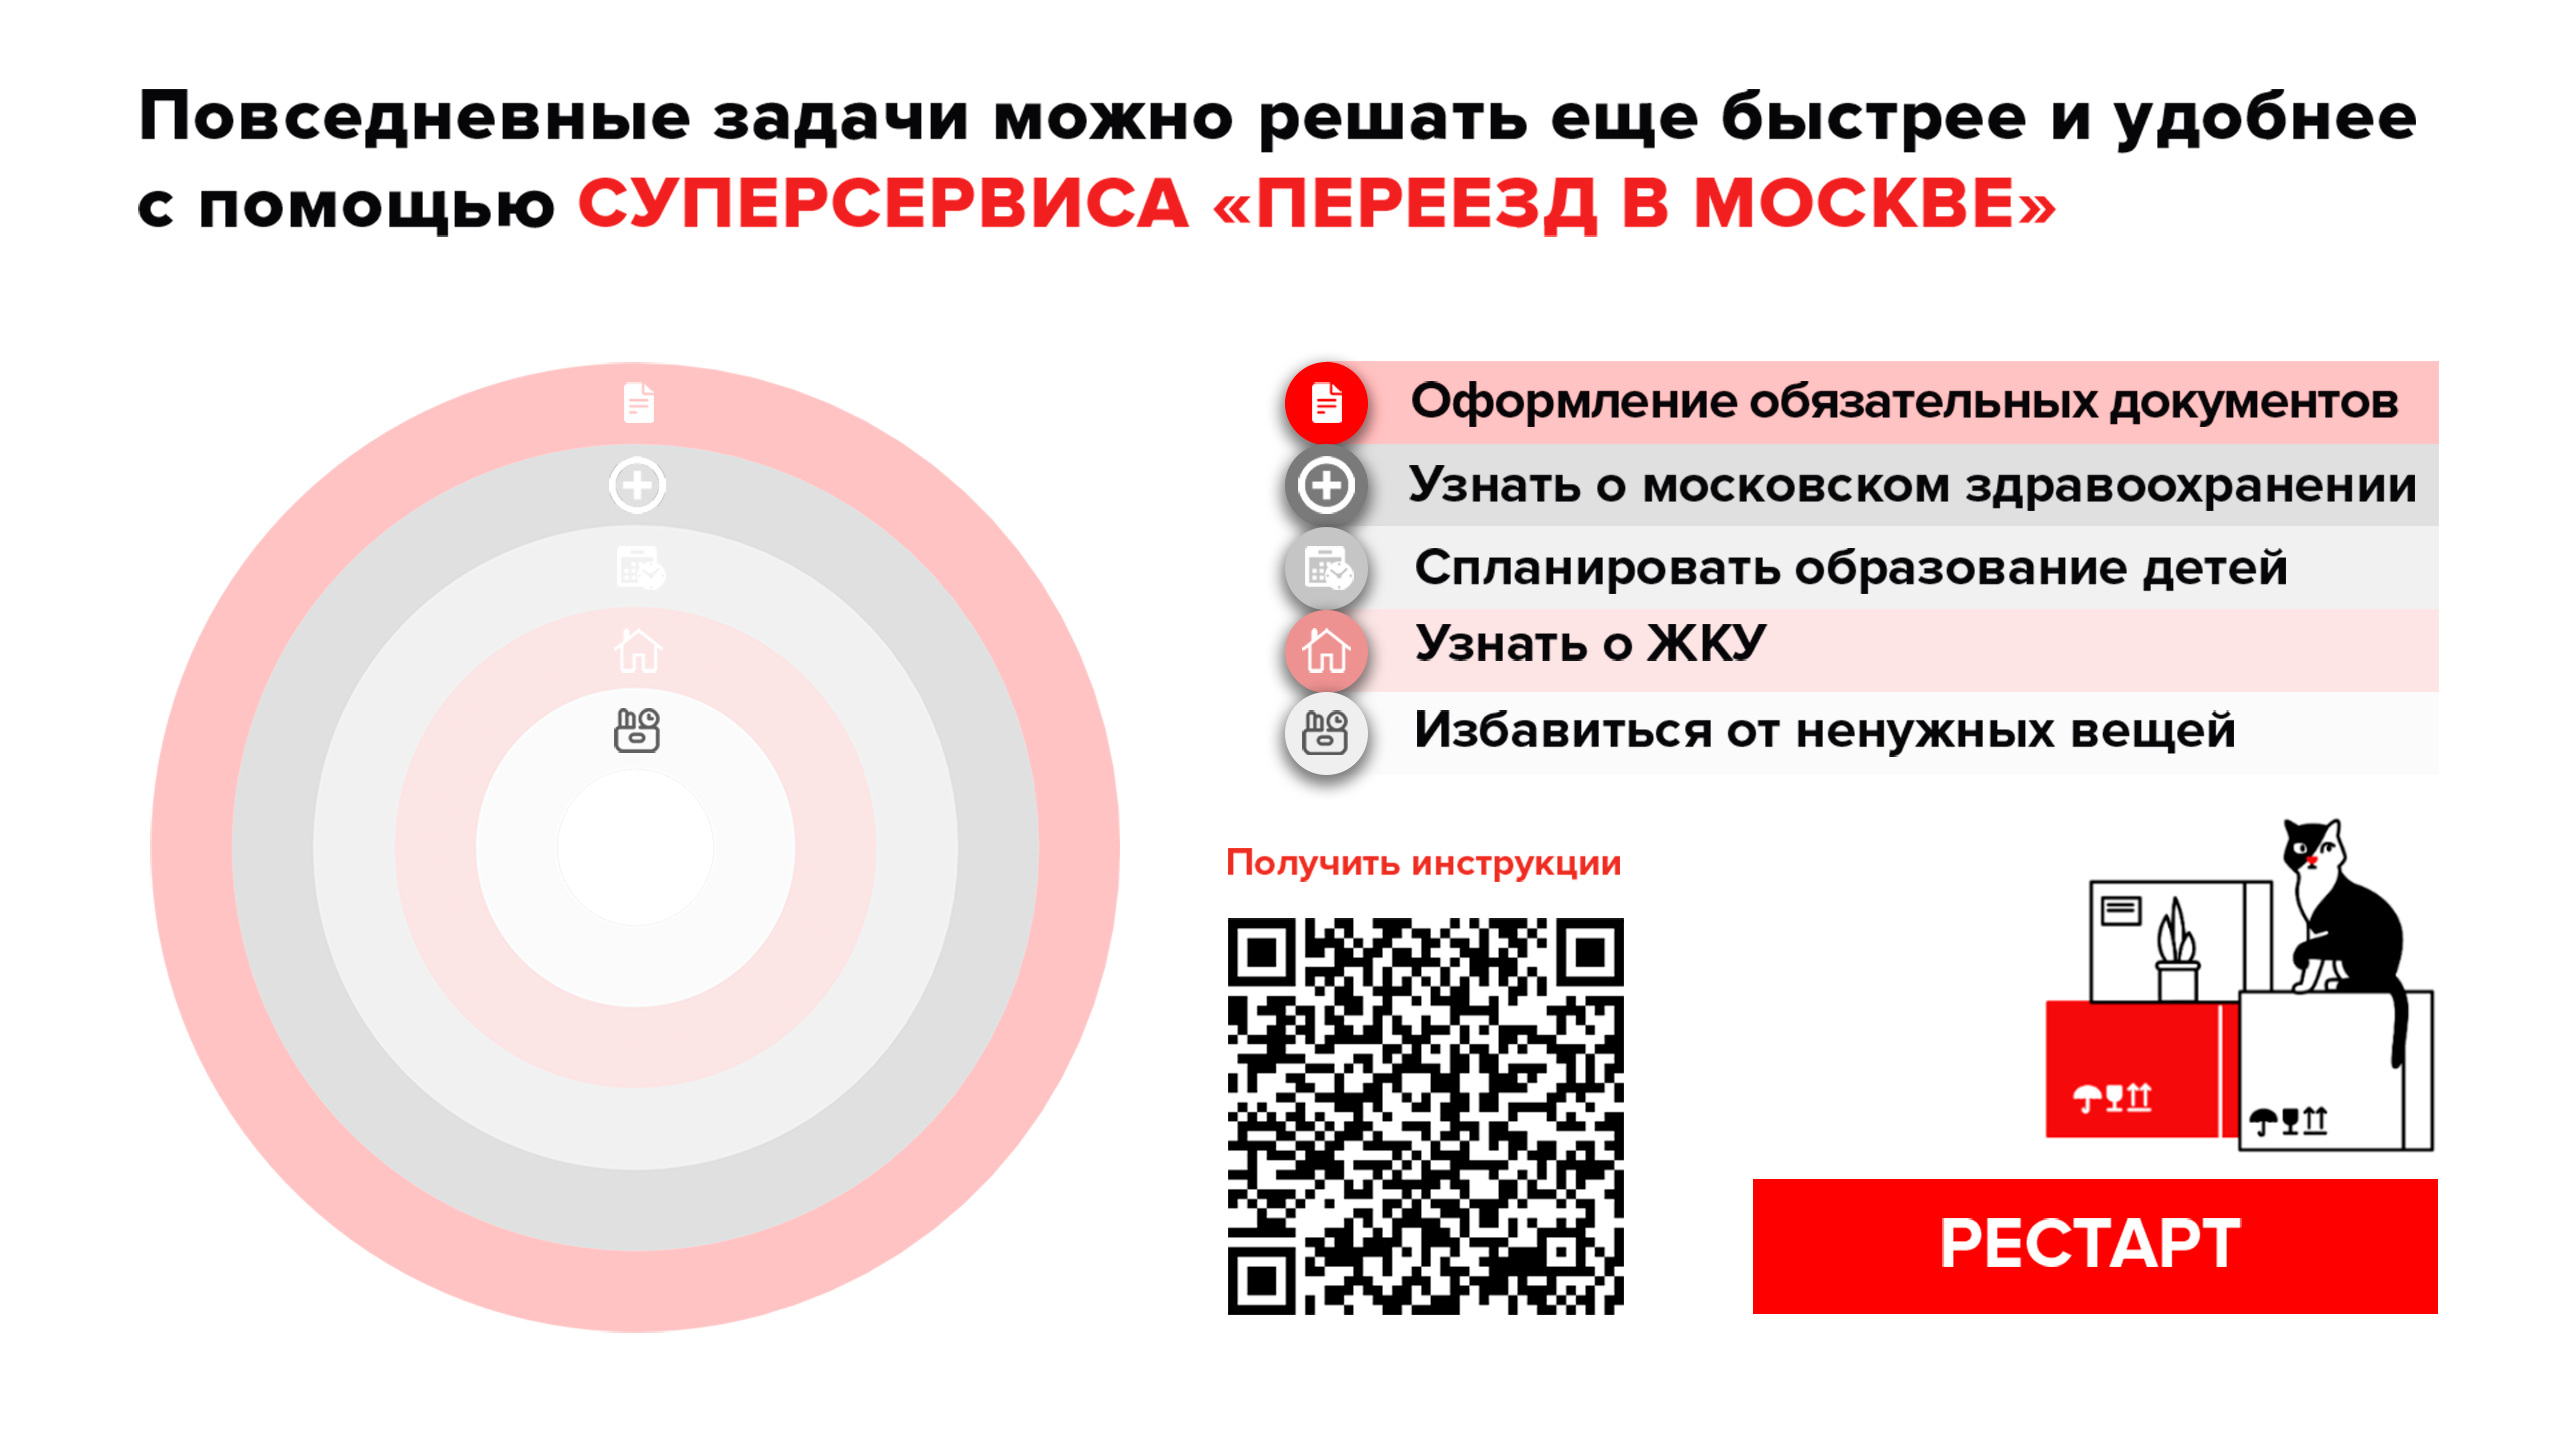 Повседневные задачи можно решать еще быстрее и удобнее
с помощью СУПЕРСЕРВИСА «ПЕРЕЕЗД В МОСКВЕ»
Оформление обязательных документов
Узнать о московском здравоохранении
Спланировать образование детей
Узнать о ЖКУ
Избавиться от ненужных вещей
Получить инструкции
РЕСТАРТ